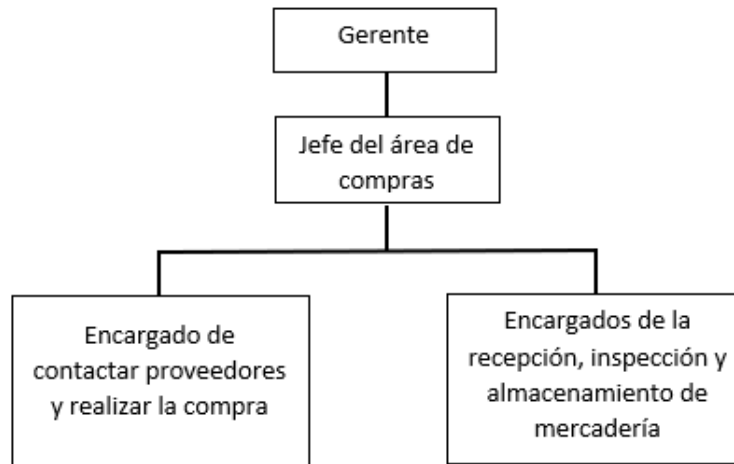 Gerente
Jefe del área de
compras
Encargado de
contactar proveedores
y realizar la compra
Encargados de la
recepción, inspección y
almacenamiento de
mercadería